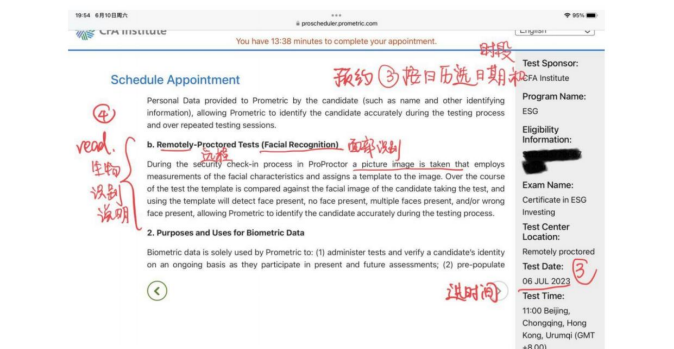 19:54 6月10日周六
95%
proscheduler.prometric.com
CFA Institute
English
You have 13:38 minutes to complete your appointment.
时段
预约 ③ 按日历选日期和
Schedule Appointment
Personal Data provided to Prometric by the candidate (such as name and other identifying
information), allowing Prometric to identify the candidate accurately during the testing process
and over repeated testing sessions.
④
read.
生物
识别
说明
b. Remotely-Proctored Tests (Facial Recognition) 面部识别
远程
During the security check-in process in ProProctor a picture image is taken that employs
measurements of the facial characteristics and assigns a template to the image. Over the course
of the test the template is compared against the facial image of the candidate taking the test, and
using the template will detect face present, no face present, multiple faces present, and/or wrong
face present, allowing Prometric to identify the candidate accurately during the testing process.
2. Purposes and Uses for Biometric Data
Biometric data is solely used by Prometric to: (1) administer tests and verify a candidate's identity
on an ongoing basis as they participate in present and future assessments; (2) pre-populate
选时间
Test Sponsor:
CFA Institute
Program Name:
ESG
Eligibility
Information:
Exam Name:
Certificate in ESG
Investing
Test Center
Location:
Remotely proctored
Test Date:
③
06 JUL 2023
Test Time:
11:00 Beijing,
Chongqing, Hong
Kong, Urumqi (GMT
+8.00)